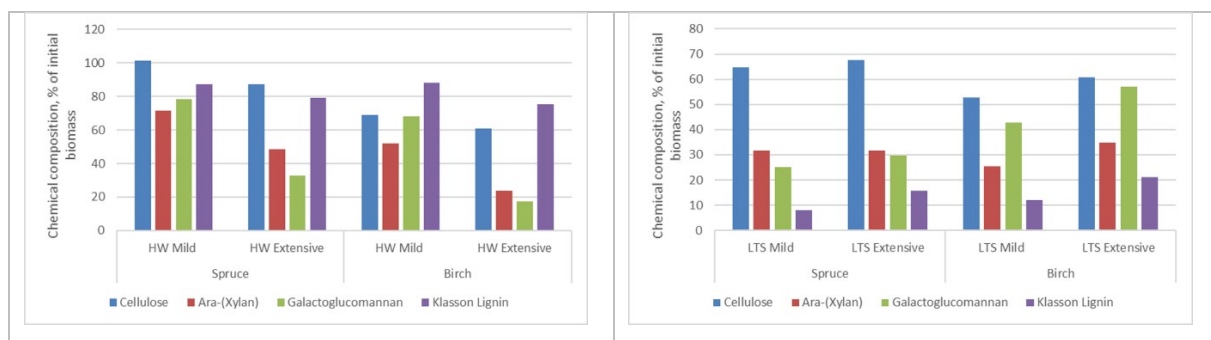 Chemical composition, % of initial
biomass
120
100
80
60
40
20
0
HW Mild HW Extensive HW Mild HW Extensive
Spruce Birch
Cellulose Ara-(Xylan) Galactoglucomannan Klasson Lignin
Chemical composition, % of initial
biomass
80
70
60
50
40
30
20
10
0
LTS Mild LTS Extensive LTS Mild LTS Extensive
Spruce Birch
Cellulose Ara-(Xylan) Galactoglucomannan Klasson Lignin